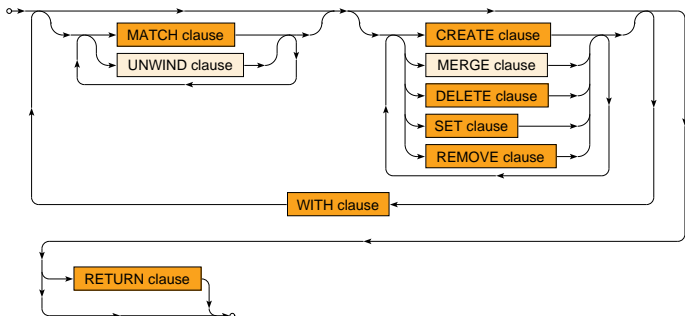 MATCH clause
UNWIND clause
CREATE clause
MERGE clause
DELETE clause
SET clause
REMOVE clause
WITH clause
RETURN clause